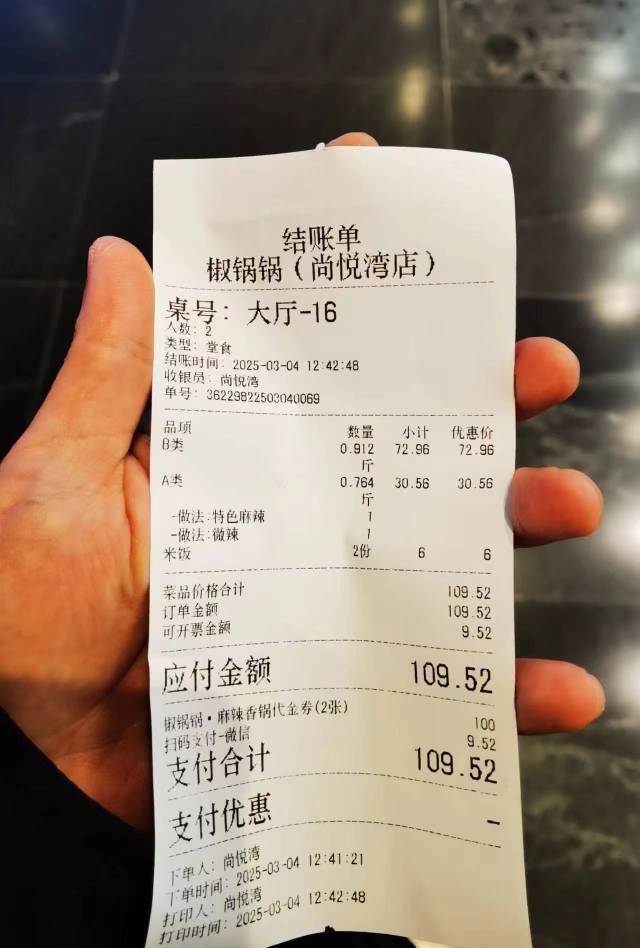 结账单
椒锅锅(尚悦湾店)
桌号: 大厅-16
人数: 2
类型: 堂食
结账时间: 2025-03-04 12:42:48
收银员: 尚悦湾
单号: 36229822503040069
品项 数量 小计 优惠价
B类 0.912 72.96 72.96
斤
A类 0.764 30.56 30.56
斤
-做法:特色麻辣 1
-做法:微辣 1
米饭 2份 6 6
菜品价格合计 109.52
订单金额 109.52
可开票金额 9.52
应付金额 109.52
椒锅锅·麻辣香锅代金券(2张) 100
扫码支付-微信 9.52
支付合计 109.52
支付优惠 -
下单人: 尚悦湾
下单时间: 2025-03-04 12:41:21
打印人: 尚悦湾
打印时间: 2025-03-04 12:42:48